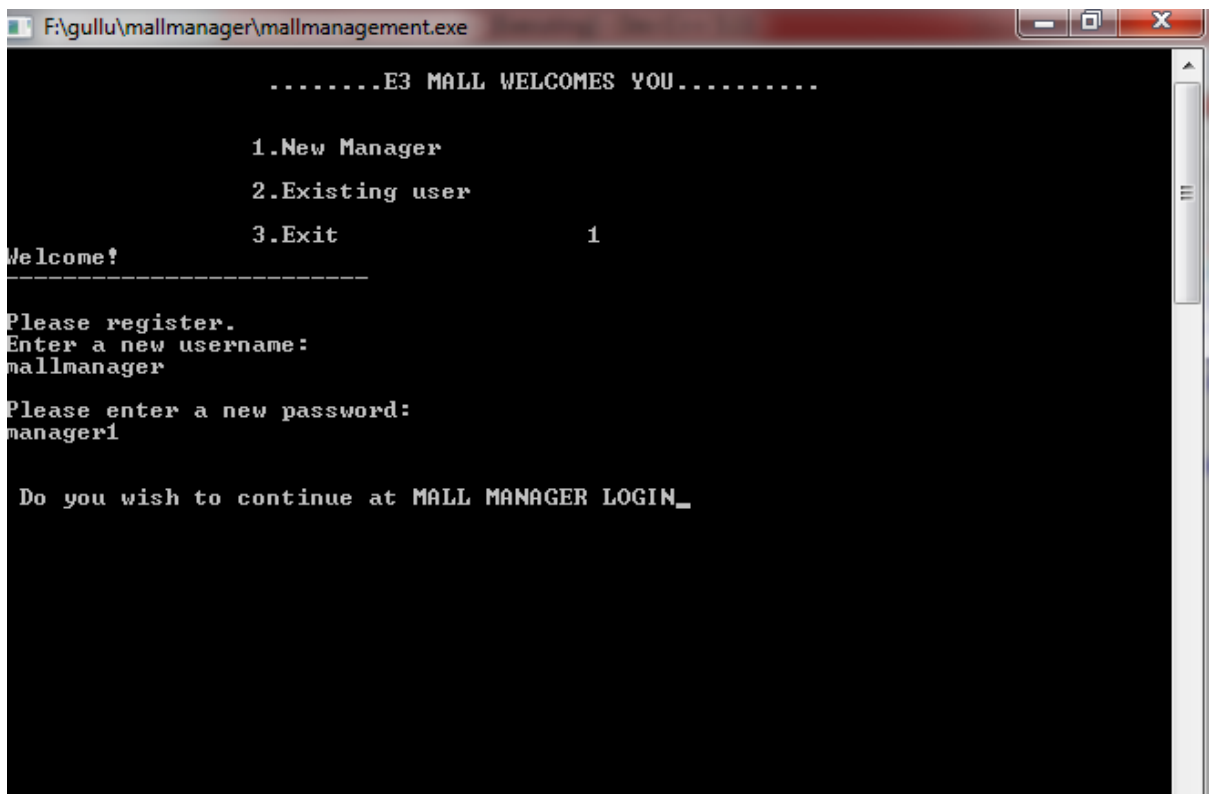 F:\gullu\mallmanager\mallmanagement.exe
........E3 MALL WELCOMES YOU..........
1.New Manager
2.Existing user
3.Exit 1
Welcome!
-------------------------
Please register.
Enter a new username:
mallmanager
Please enter a new password:
manager1
Do you wish to continue at MALL MANAGER LOGIN_